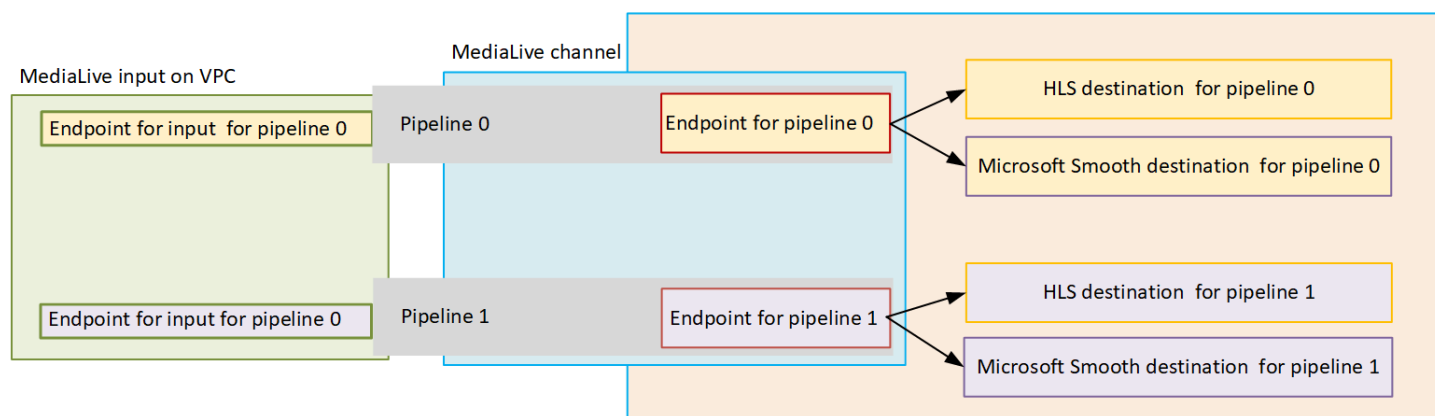 MediaLive channel
MediaLive input on VPC
Endpoint for input for pipeline 0
Pipeline 0
Endpoint for pipeline 0
HLS destination for pipeline 0
Microsoft Smooth destination for pipeline 0
Endpoint for input for pipeline 0
Pipeline 1
Endpoint for pipeline 1
HLS destination for pipeline 1
Microsoft Smooth destination for pipeline 1